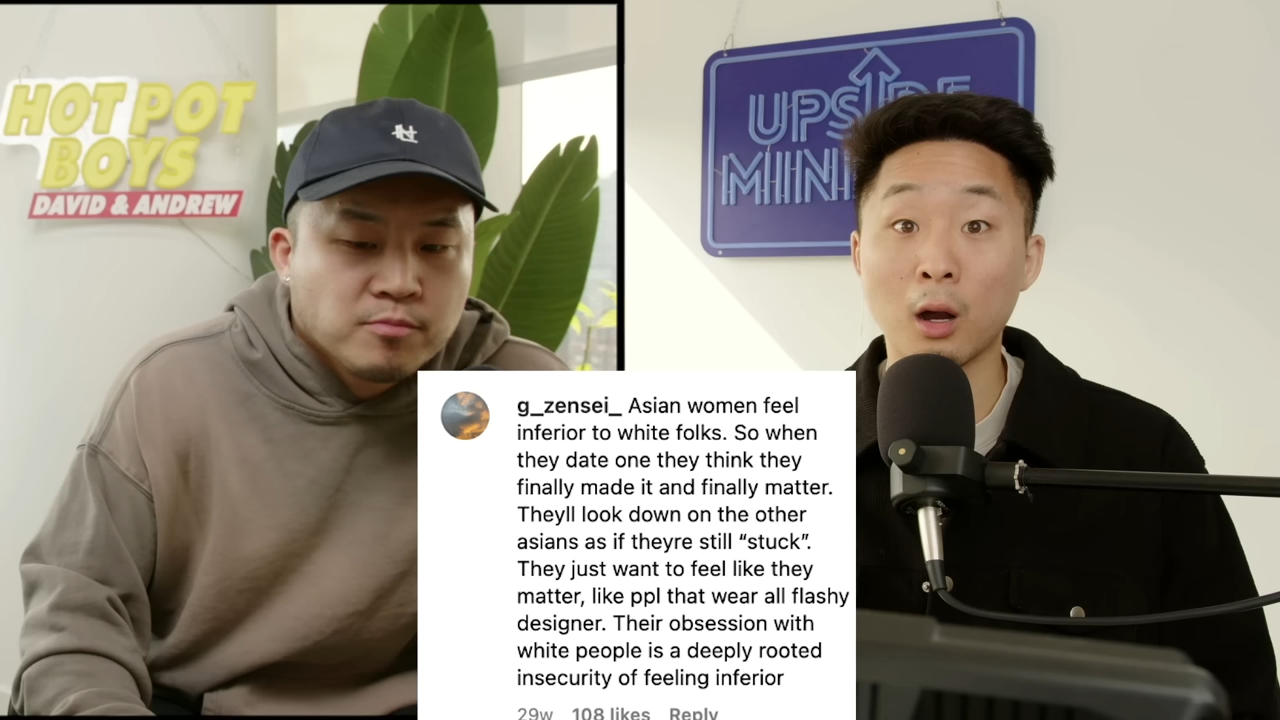 HOT POT
BOYS
DAVID & ANDREW
UPSIDE
g_zensei_ Asian women feel
inferior to white folks. So when
they date one they think they
finally made it and finally matter.
Theyll look down on the other
asians as if theyre still “stuck”.
They just want to feel like they
matter, like ppl that wear all flashy
designer. Their obsession with
white people is a deeply rooted
insecurity of feeling inferior
29w 108 likes Reply